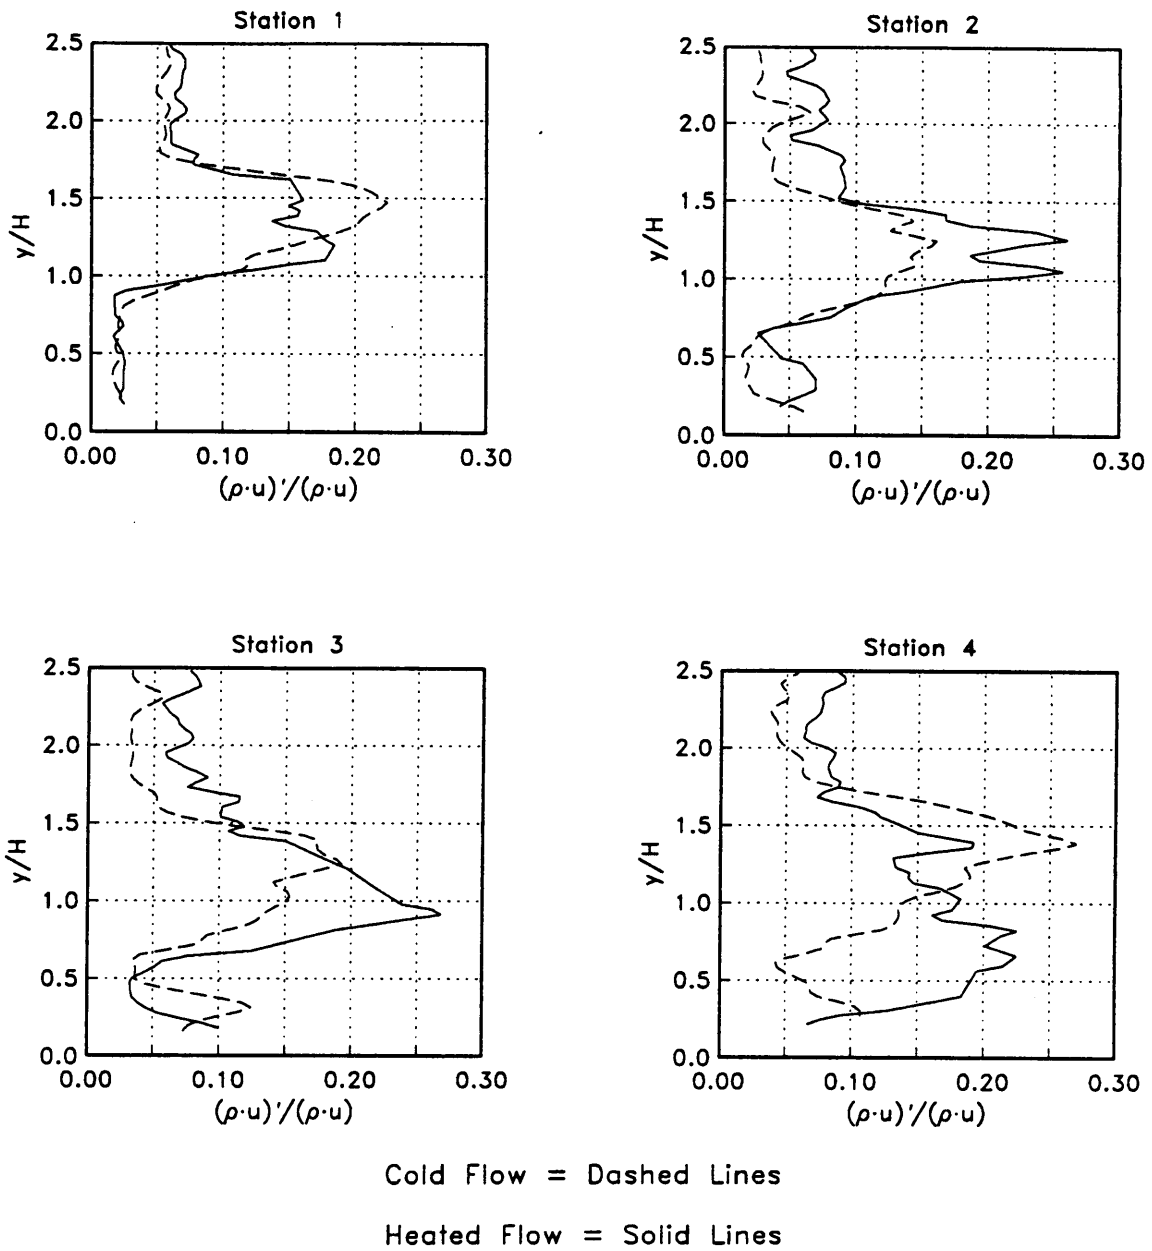 Station 1
2.5
2.0
1.5
1.0
0.5
0.0
y/H
0.00 0.10 0.20 0.30
(ρ·u)'/(ρ·u)
Station 2
2.5
2.0
1.5
1.0
0.5
0.0
y/H
0.00 0.10 0.20 0.30
(ρ·u)'/(ρ·u)
Station 3
2.5
2.0
1.5
1.0
0.5
0.0
y/H
0.00 0.10 0.20 0.30
(ρ·u)'/(ρ·u)
Station 4
2.5
2.0
1.5
1.0
0.5
0.0
y/H
0.00 0.10 0.20 0.30
(ρ·u)'/(ρ·u)
Cold Flow = Dashed Lines
Heated Flow = Solid Lines